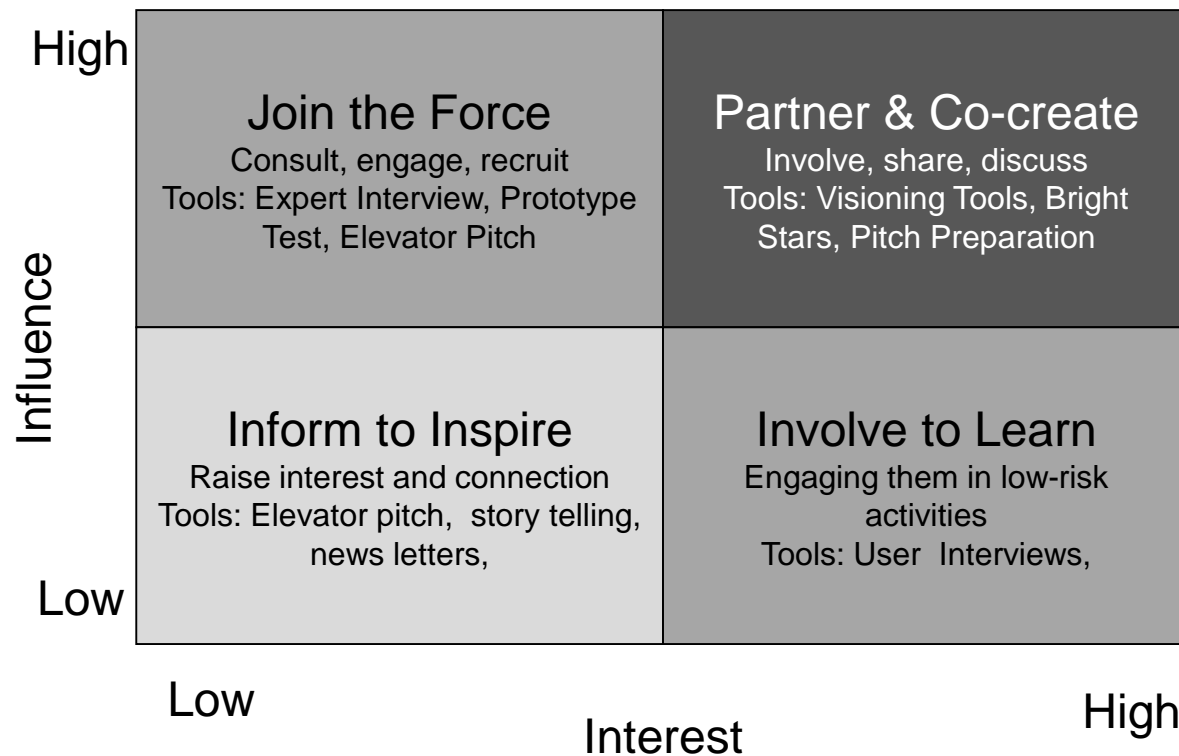 High
Join the Force
Consult, engage, recruit
Tools: Expert Interview, Prototype
Test, Elevator Pitch
Partner & Co-create
Involve, share, discuss
Tools: Visioning Tools, Bright
Stars, Pitch Preparation
Influence
Inform to Inspire
Raise interest and connection
Tools: Elevator pitch,  story telling,
news letters,
Involve to Learn
Engaging them in low-risk
activities
Tools: User  Interviews,
Low
Low
Interest
High